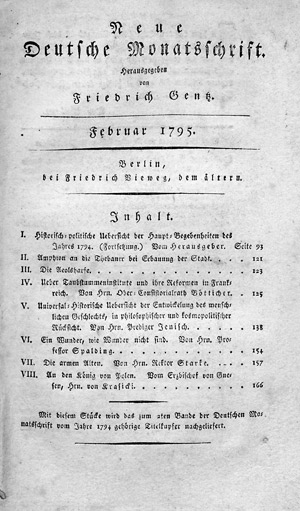 Neue
Deutsche Monatsschrift.
Herausgegeben
von
Friedrich Gentz.
Februar 1795.
Berlin,
bei Friedrich Vieweg, dem ältern.
Inhalt.
I. Historisch-politische Uebersicht der Haupt-Begebenheiten des
Jahres 1794. (Fortsetzung.) Vom Herausgeber. Seite 93
II. Amphion an die Thebaner bei Erbauung der Stadt. . . 121
III. Die Aeolsharfe. . . . . . . 123
IV. Ueber Taubstummeninstitute und ihre Reformen in Frank-
reich. Von Hrn. Ober-Consistorialrath Böttiger. . 125
V. Universal-Historische Uebersicht der Entwickelung des mensch-
lichen Geschlechts, in philosophischer und kosmopolitischer
Rücksicht. Von Hrn. Prediger Jenisch. . . 138
VI. Ein Wunder, wie Wunder nicht sind. Von Hrn. Pro-
fessor Spalding. . . . . . 154
VII. Die armen Alten. Von Hrn. Rektor Starke. . . 157
VIII. An den König von Polen. Vom Erzbischof von Gne-
sen, Hrn. von Krasicki. . . . . 166
Mit diesem Stücke wird das zum 2ten Bande der Deutschen Mo-
natsschrift vom Jahre 1794 gehörige Titelkupfer nachgeliefert.